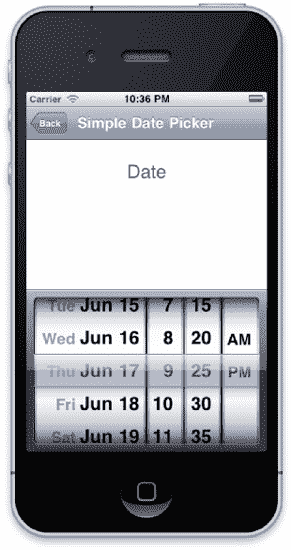 Carrier 10:36 PM
Back Simple Date Picker
Date
Tue Jun 15 7 15
Wed Jun 16 8 20 AM
Thu Jun 17 9 25 PM
Fri Jun 18 10 30
Sat Jun 19 11 35